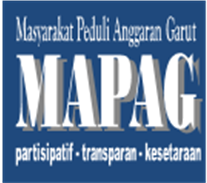 Masyarakat Peduli Anggaran Garut
MAPAG
partisipatif - transparan - kesetaraan